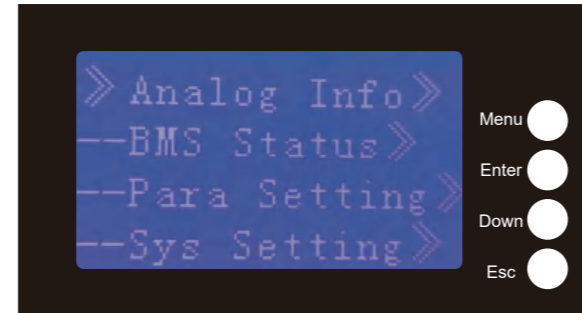 》Analog Info》
--BMS Status》
--Para Setting》
--Sys Setting》
Menu
Enter
Down
Esc